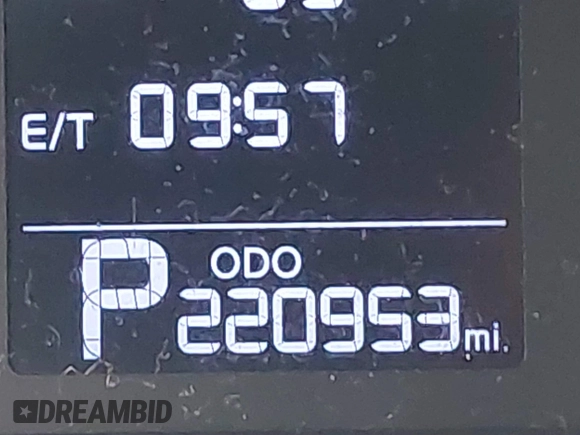 E/T 09:57
ODO
P 220953 mi.
DREAMBID